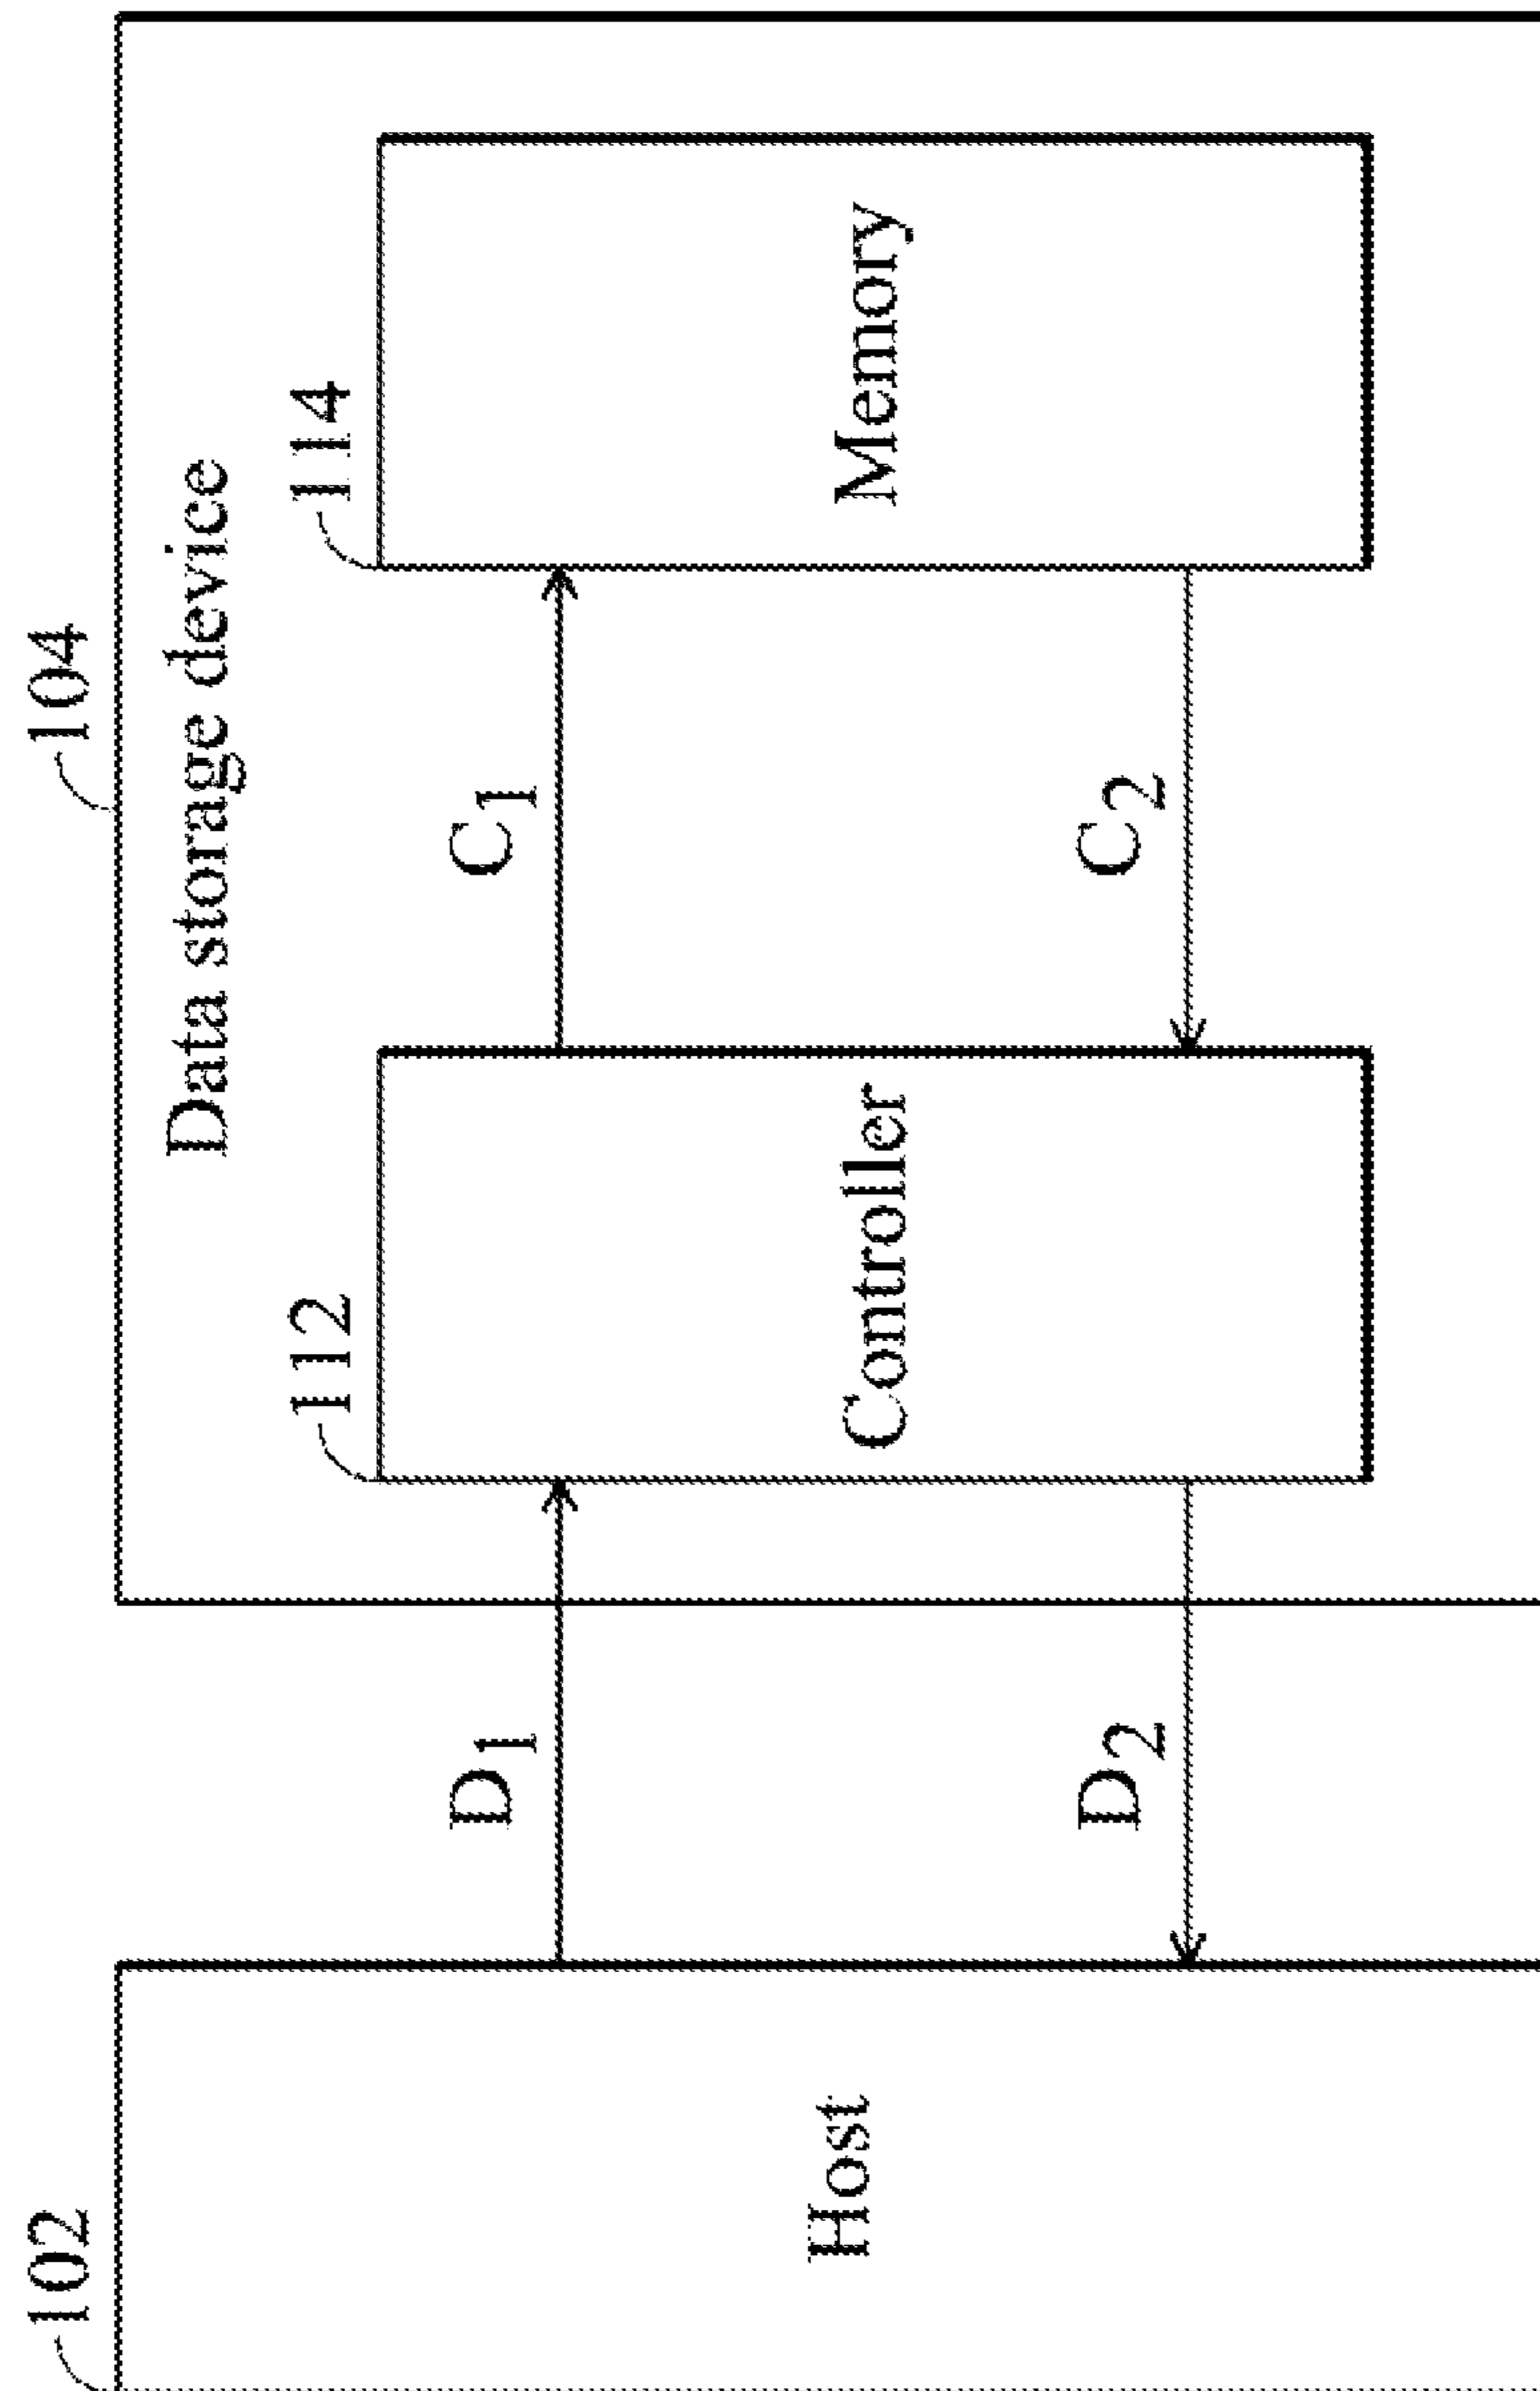 102
104
Data storage device
112
114
D1
C1
Host
Controller
Memory
D2
C2